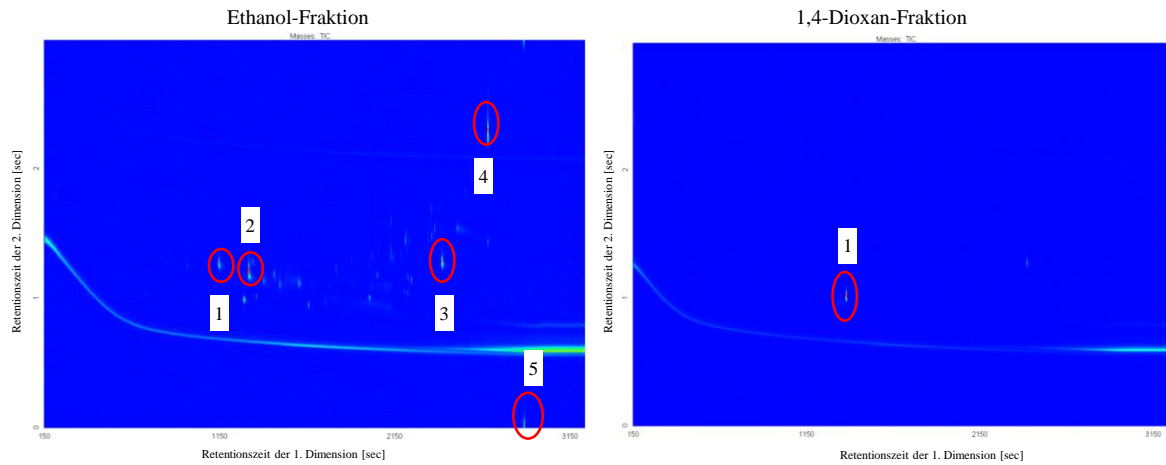 Ethanol-Fraktion
Masses: TIC
Retentionszeit der 2. Dimension [sec]
2
1
0
4
2
1
3
5
150
1150
2150
3150
Retentionszeit der 1. Dimension [sec]
1,4-Dioxan-Fraktion
Masses: TIC
Retentionszeit der 2. Dimension [sec]
2
1
0
1
150
1150
2150
3150
Retentionszeit der 1. Dimension [sec]